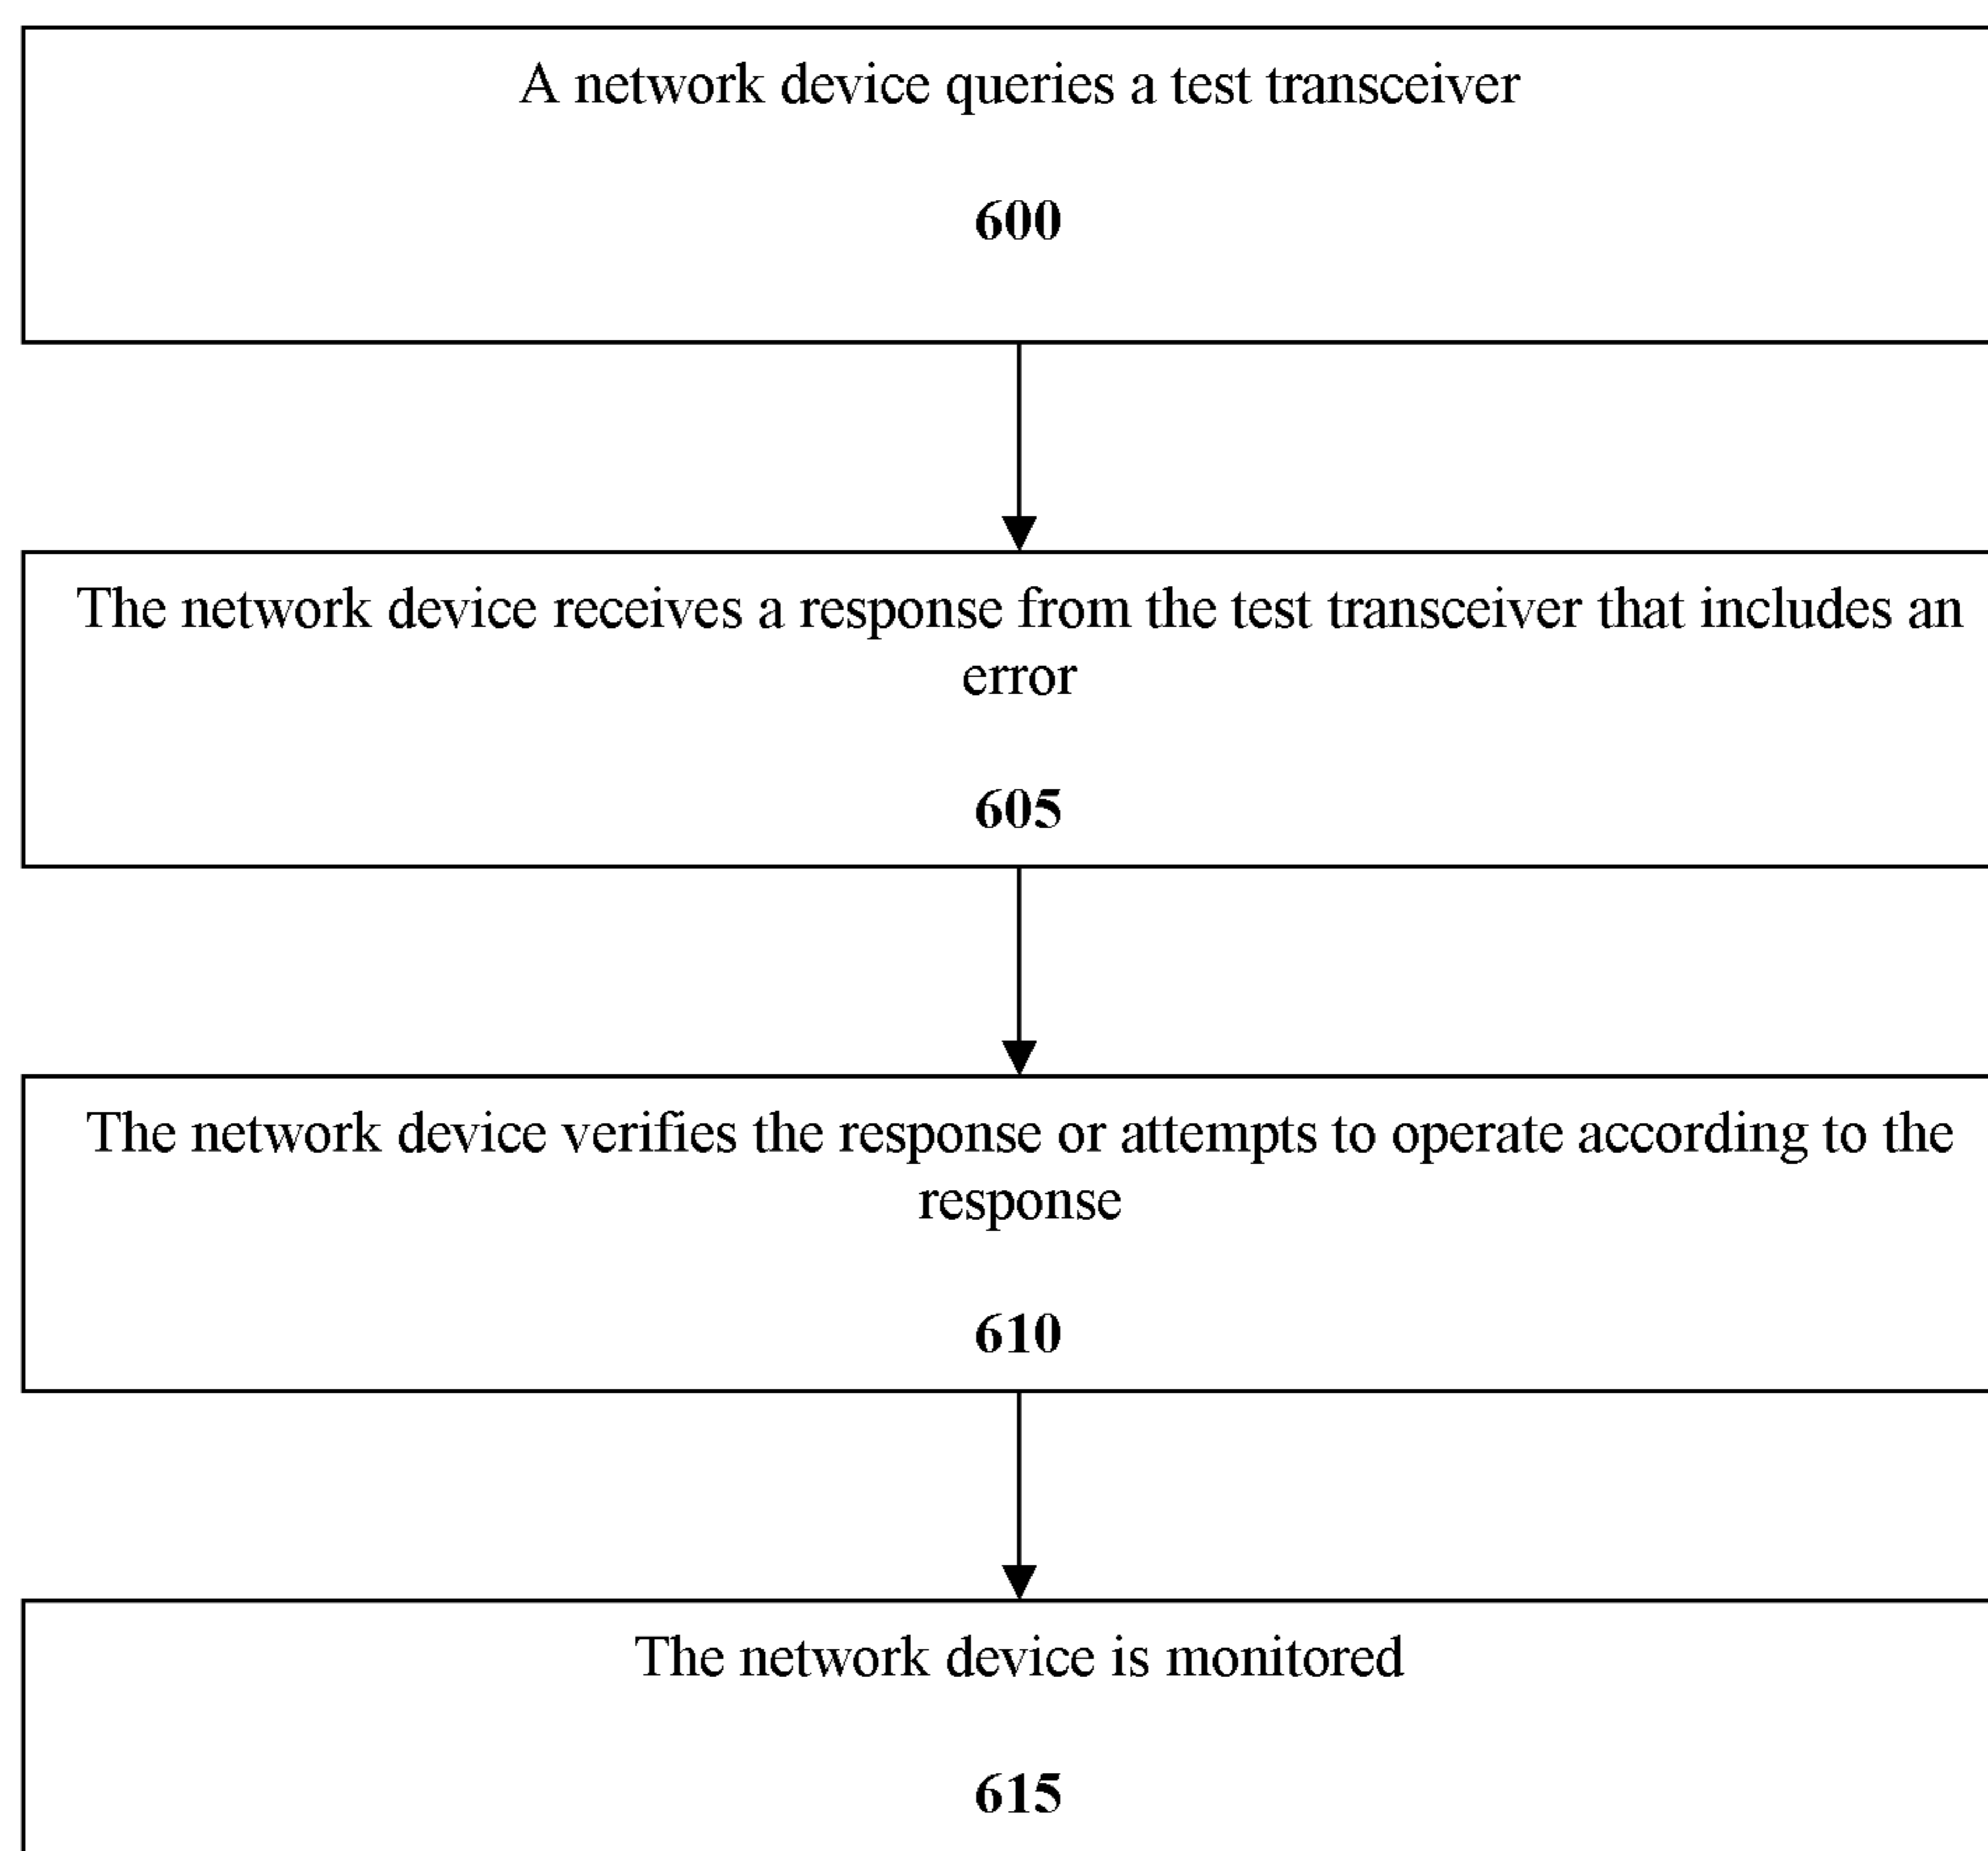 A network device queries a test transceiver
600
The network device receives a response from the test transceiver that includes an
error
605
The network device verifies the response or attempts to operate according to the
response
610
The network device is monitored
615